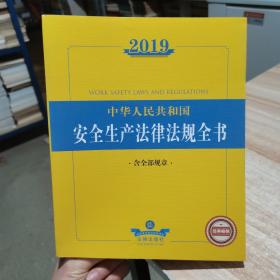 2019
WORK SAFETY LAWS AND REGULATIONS
中华人民共和国
安全生产法律法规全书
·含全部规章·
法律出版社